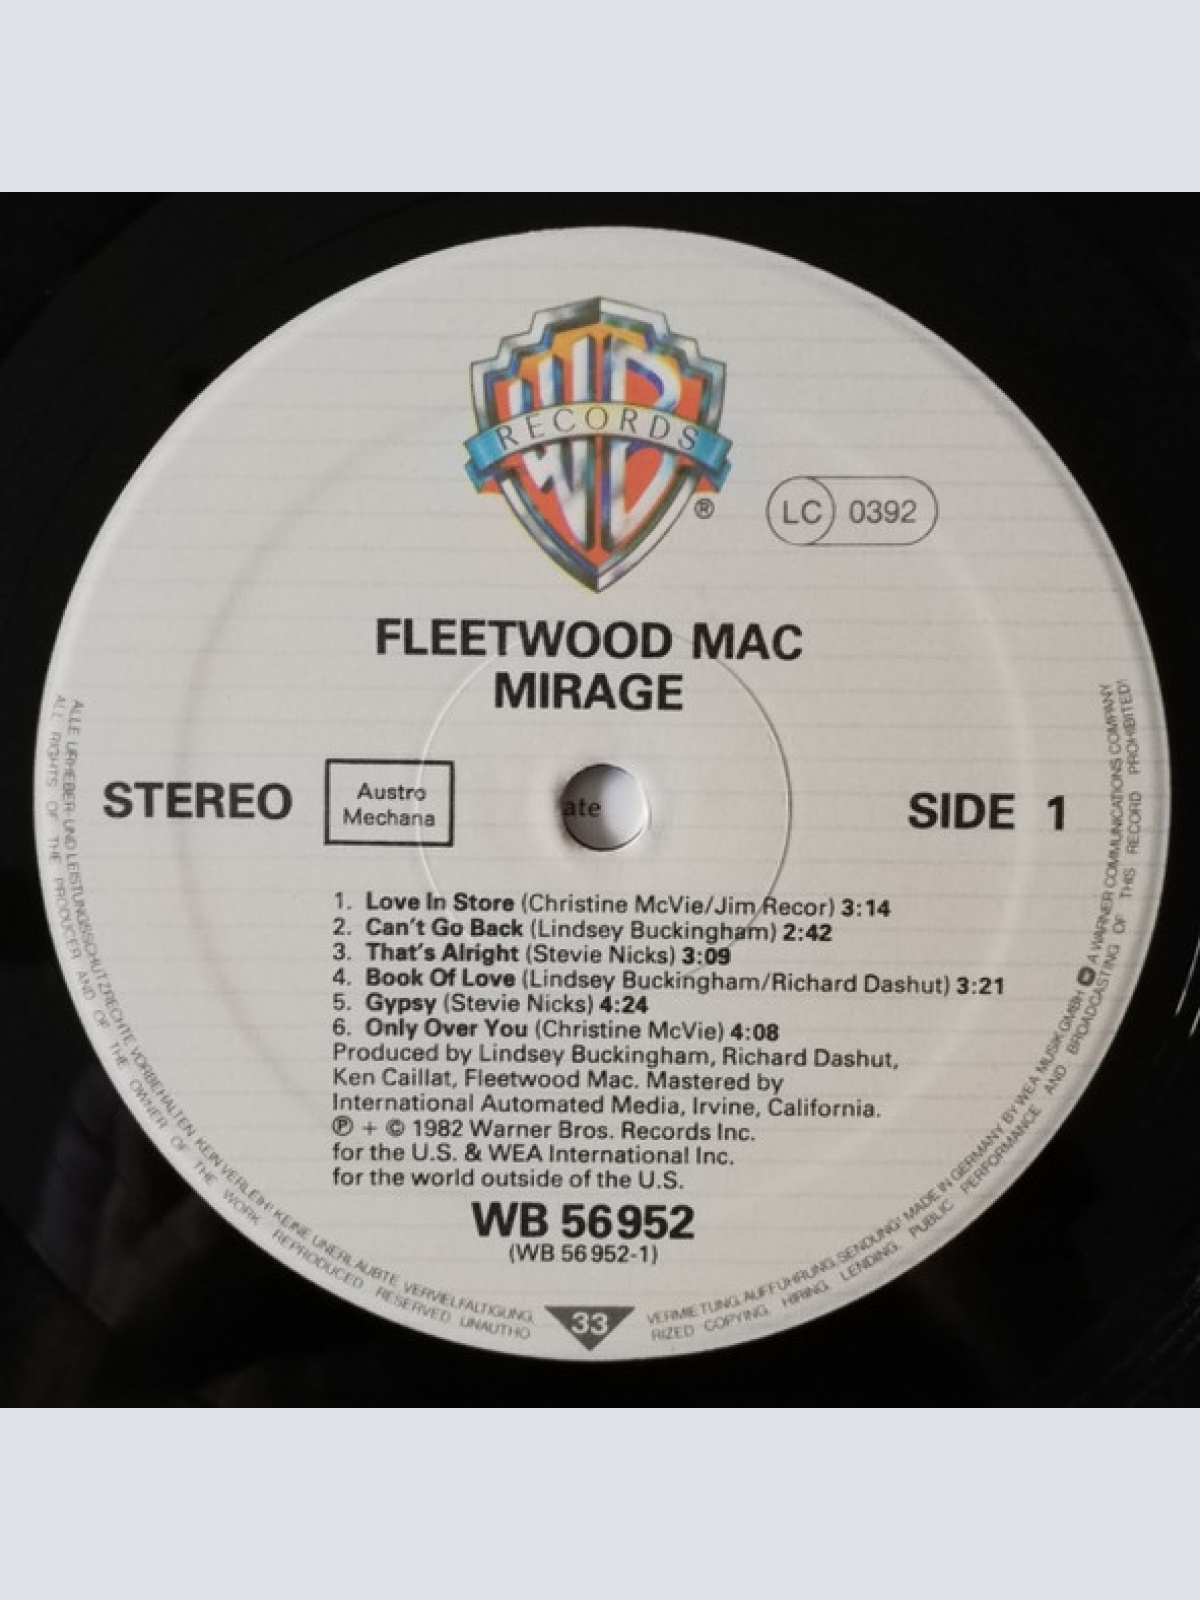 WB
RECORDS
®
LC 0392
FLEETWOOD MAC
MIRAGE
STEREO
Austro
Mechana
ate
SIDE 1
1. Love In Store (Christine McVie/Jim Recor) 3:14
2. Can't Go Back (Lindsey Buckingham) 2:42
3. That's Alright (Stevie Nicks) 3:09
4. Book Of Love (Lindsey Buckingham/Richard Dashut) 3:21
5. Gypsy (Stevie Nicks) 4:24
6. Only Over You (Christine McVie) 4:08
Produced by Lindsey Buckingham, Richard Dashut,
Ken Caillat, Fleetwood Mac. Mastered by
International Automated Media, Irvine, California.
℗ + © 1982 Warner Bros. Records Inc.
for the U.S. & WEA International Inc.
for the world outside of the U.S.
WB 56952
(WB 56952-1)
33
ALLE URHEBER- UND LEISTUNGSSCHUTZRECHTE VORBEHALTEN. KEIN VERLEIH! KEINE UNERLAUBTE VERVIELFÄLTIGUNG, VERMIETUNG, AUFFÜHRUNG, SENDUNG! MADE IN GERMANY BY WEA MUSIK GMBH A WARNER COMMUNICATIONS COMPANY
ALL RIGHTS OF THE PRODUCER AND OF THE OWNER OF THE WORK REPRODUCED RESERVED UNAUTHORIZED COPYING, HIRING, LENDING, PUBLIC PERFORMANCE AND BROADCASTING OF THIS RECORD PROHIBITED!